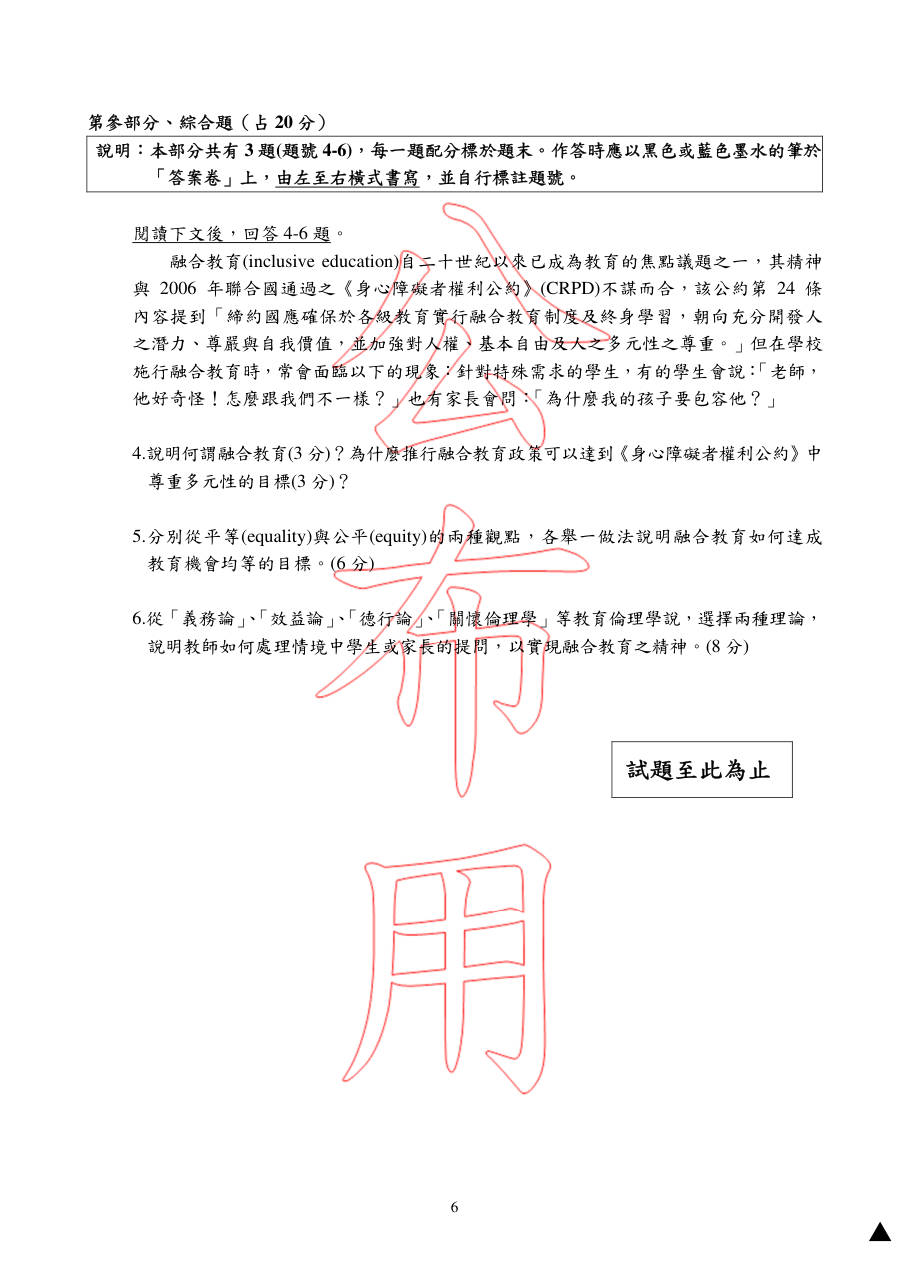 第參部分、綜合題（占 20 分）
說明：本部分共有 3 題(題號 4-6)，每一題配分標於題末。作答時應以黑色或藍色墨水的筆於
「答案卷」上，由左至右橫式書寫，並自行標註題號。
閱讀下文後，回答 4-6 題。
融合教育(inclusive education)自二十世紀以來已成為教育的焦點議題之一，其精神
與 2006 年聯合國通過之《身心障礙者權利公約》(CRPD)不謀而合，該公約第 24 條
內容提到「締約國應確保於各級教育實行融合教育制度及終身學習，朝向充分開發人
之潛力、尊嚴與自我價值，並加強對人權、基本自由及人之多元性之尊重。」但在學校
施行融合教育時，常會面臨以下的現象：針對特殊需求的學生，有的學生會說：「老師，
他好奇怪！怎麼跟我們不一樣？」也有家長會問：「為什麼我的孩子要包容他？」
4.說明何謂融合教育(3 分)？為什麼推行融合教育政策可以達到《身心障礙者權利公約》中
尊重多元性的目標(3 分)？
5.分別從平等(equality)與公平(equity)的兩種觀點，各舉一做法說明融合教育如何達成
教育機會均等的目標。(6 分)
6.從「義務論」、「效益論」、「德行論」、「關懷倫理學」等教育倫理學說，選擇兩種理論，
說明教師如何處理情境中學生或家長的提問，以實現融合教育之精神。(8 分)
試題至此為止
公布用
6